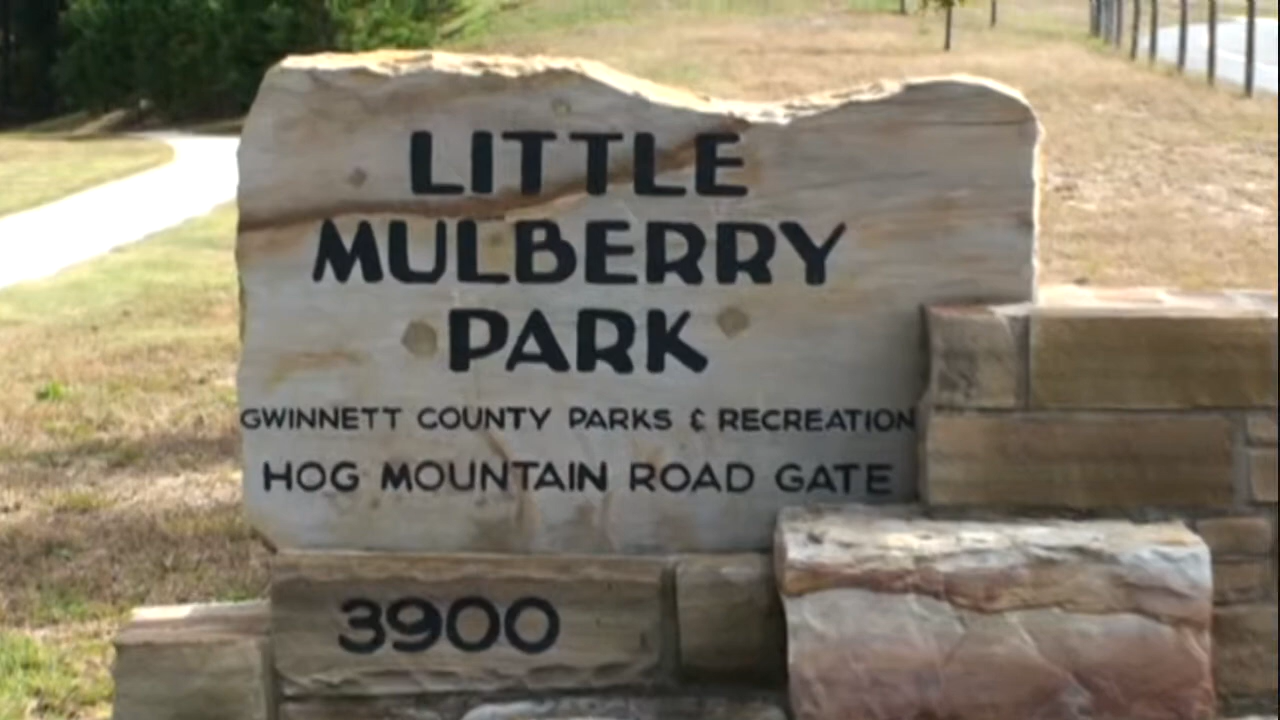 LITTLE
MULBERRY
PARK
GWINNETT COUNTY PARKS & RECREATION
HOG MOUNTAIN ROAD GATE
3900